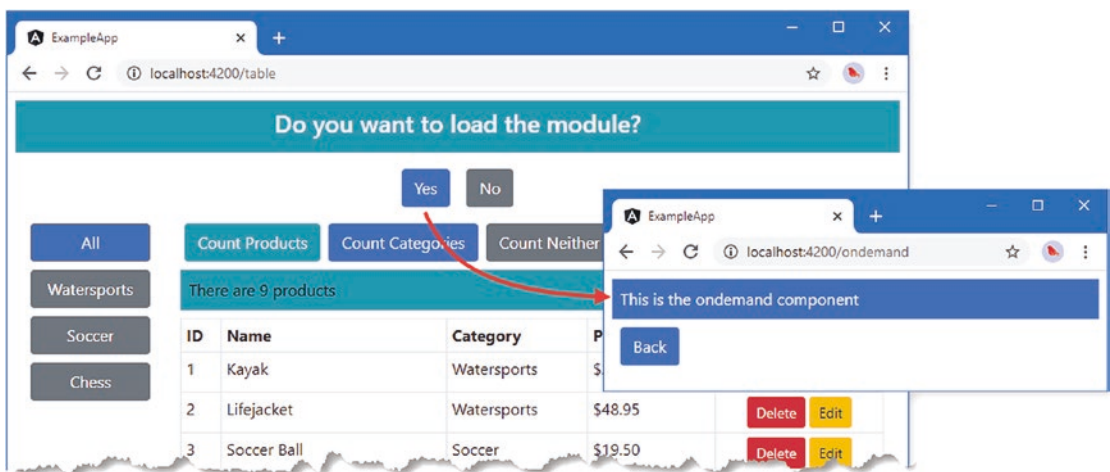 ExampleApp
localhost:4200/table
Do you want to load the module?
Yes No
All
Watersports
Soccer
Chess
Count Products Count Categories Count Neither
There are 9 products
ID Name Category P
1 Kayak Watersports $
2 Lifejacket Watersports $48.95 Delete Edit
3 Soccer Ball Soccer $19.50 Delete Edit
ExampleApp
localhost:4200/ondemand
This is the ondemand component
Back